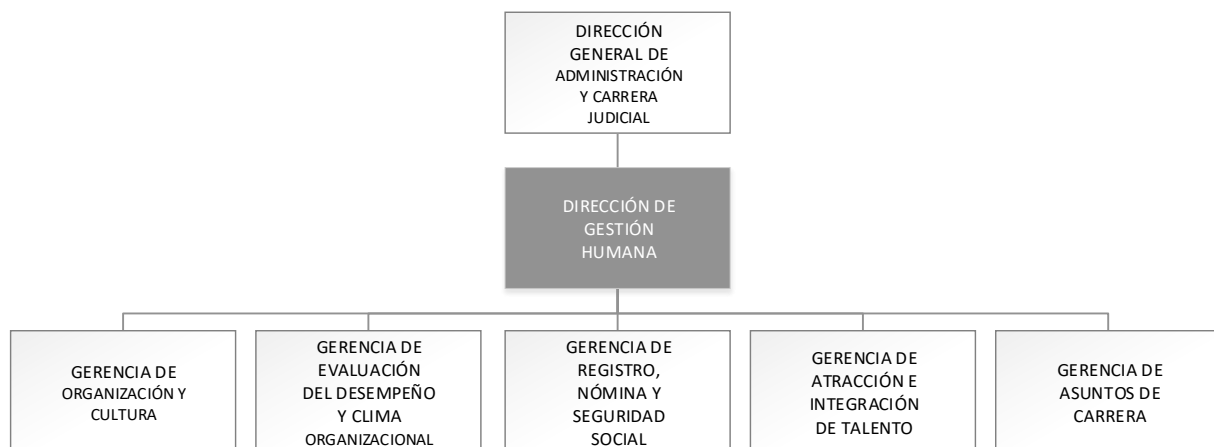 DIRECCIÓN
GENERAL DE
ADMINISTRACIÓN
Y CARRERA
JUDICIAL
DIRECCIÓN DE
GESTIÓN
HUMANA
GERENCIA DE
ORGANIZACIÓN Y
CULTURA
GERENCIA DE
EVALUACIÓN
DEL DESEMPEÑO
Y CLIMA
ORGANIZACIONAL
GERENCIA DE
REGISTRO,
NÓMINA Y
SEGURIDAD
SOCIAL
GERENCIA DE
ATRACCIÓN E
INTEGRACIÓN
DE TALENTO
GERENCIA DE
ASUNTOS DE
CARRERA